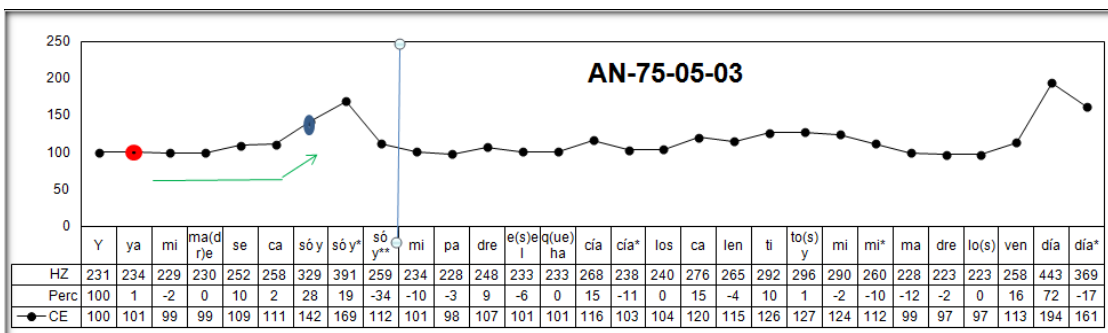 AN-75-05-03
250
200
150
100
50
0
Y ya mi ma(dr)e se ca só y só y* só y** mi pa dre e(s)el q(ue)ha cía cía* los ca len ti to(s)y mi mi* ma dre lo(s) ven día día*
HZ 231 234 229 230 252 258 329 391 259 234 228 248 233 233 268 238 240 276 265 292 296 290 260 228 223 223 258 443 369
Perc 100 1 -2 0 10 2 28 19 -34 -10 -3 9 -6 0 15 -11 0 15 -4 10 1 -2 -10 -12 -2 0 16 72 -17
CE 100 101 99 99 109 111 142 169 112 101 98 107 101 101 116 103 104 120 115 126 127 124 112 99 97 97 113 194 161